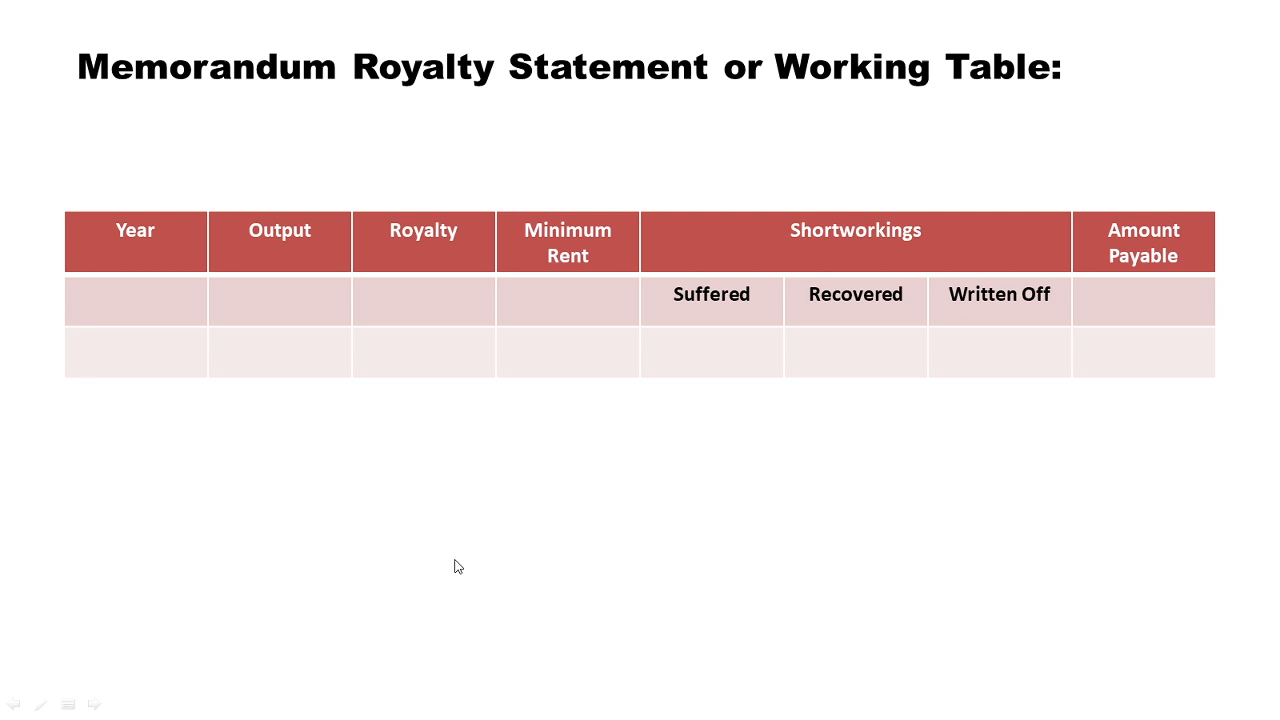 Memorandum Royalty Statement or Working Table:
Year Output Royalty Minimum Rent Shortworkings Amount Payable
Suffered Recovered Written Off